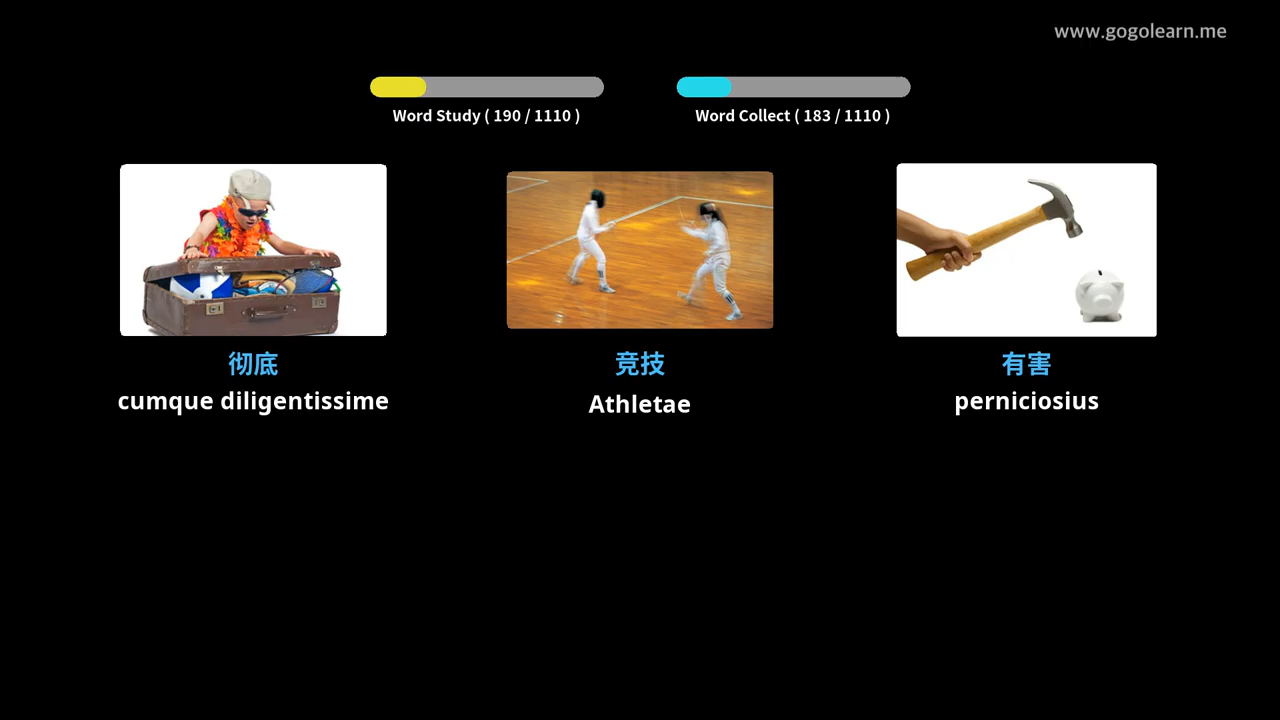 www.gogolearn.me
Word Study ( 190 / 1110 )
Word Collect ( 183 / 1110 )
彻底
cumque diligentissime
竞技
Athletae
有害
perniciosius